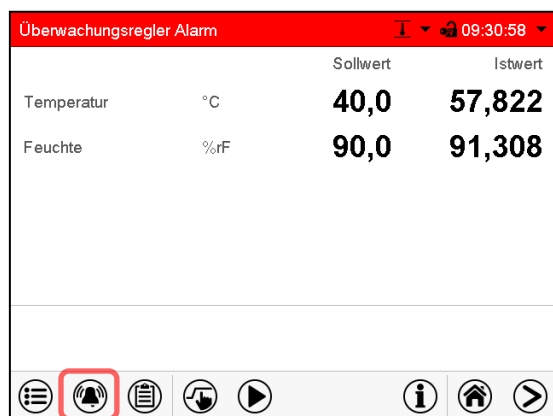 Überwachungsregler Alarm 09:30:58
Sollwert Istwert
Temperatur °C 40,0 57,822
Feuchte %rF 90,0 91,308